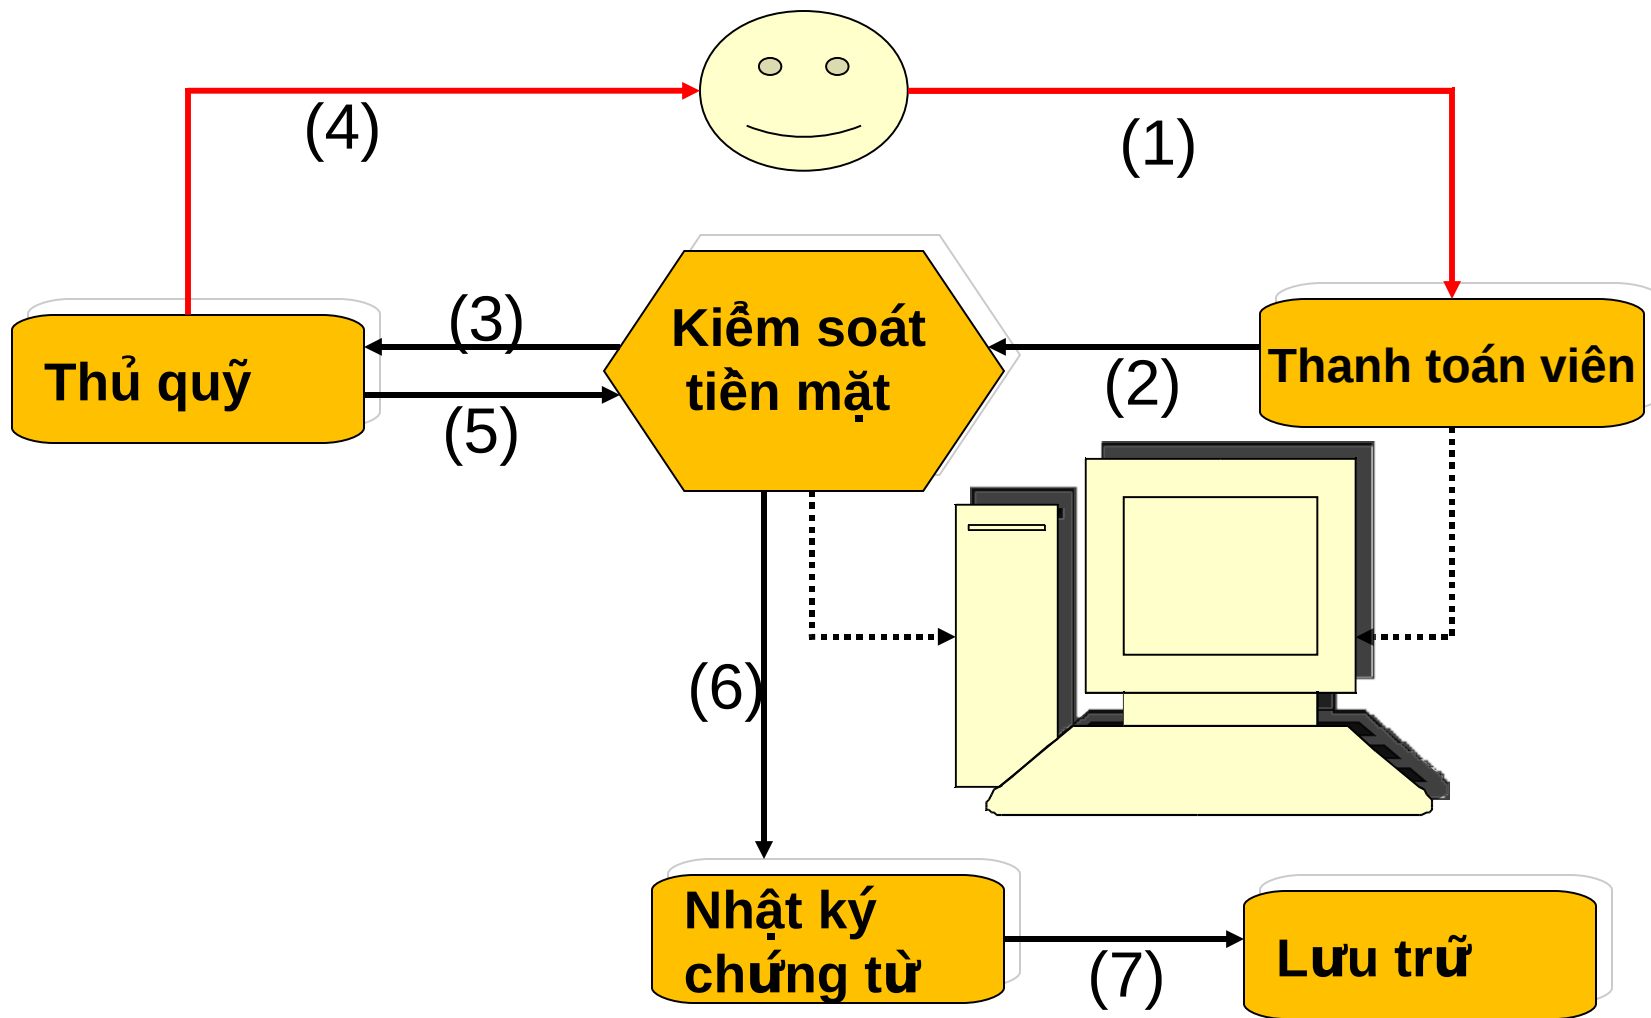 (4)
(1)
(3)
Kiểm soát
tiền mặt
Thủ quỹ
Thanh toán viên
(2)
(5)
(6)
Nhật ký
chứng từ
(7)
Lưu trữ